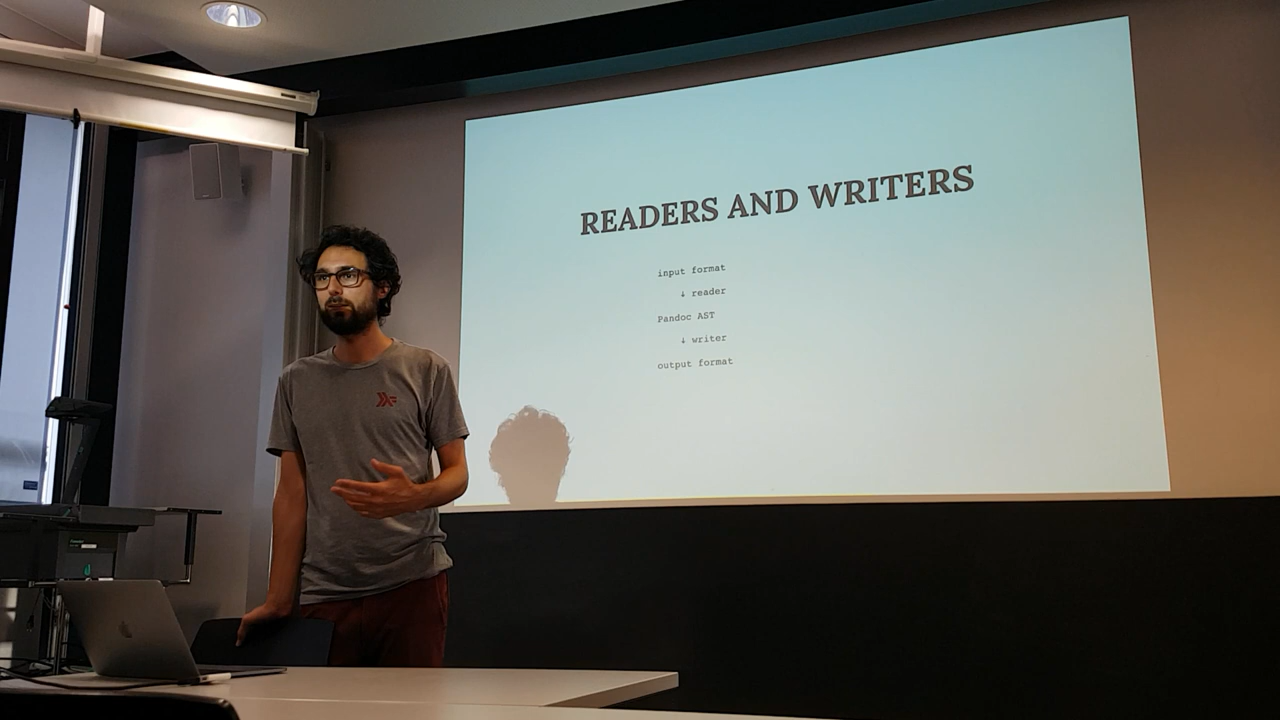 READERS AND WRITERS
input format
↓ reader
Pandoc AST
↓ writer
output format